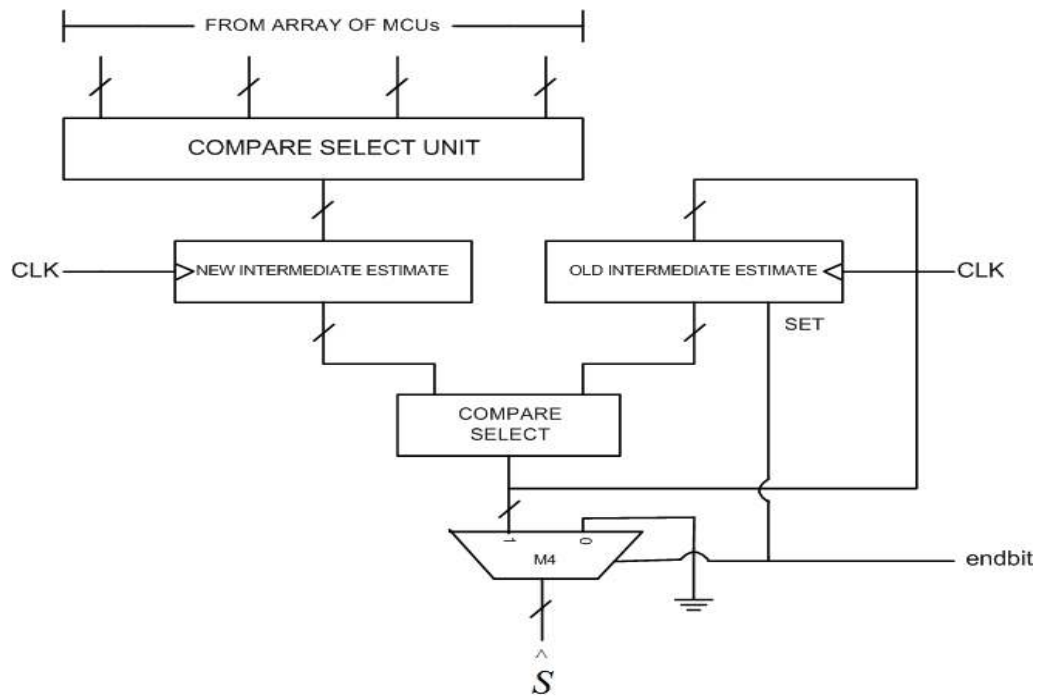 FROM ARRAY OF MCUs
COMPARE SELECT UNIT
CLK
NEW INTERMEDIATE ESTIMATE
OLD INTERMEDIATE ESTIMATE
CLK
SET
COMPARE
SELECT
1
0
M4
endbit
Ŝ